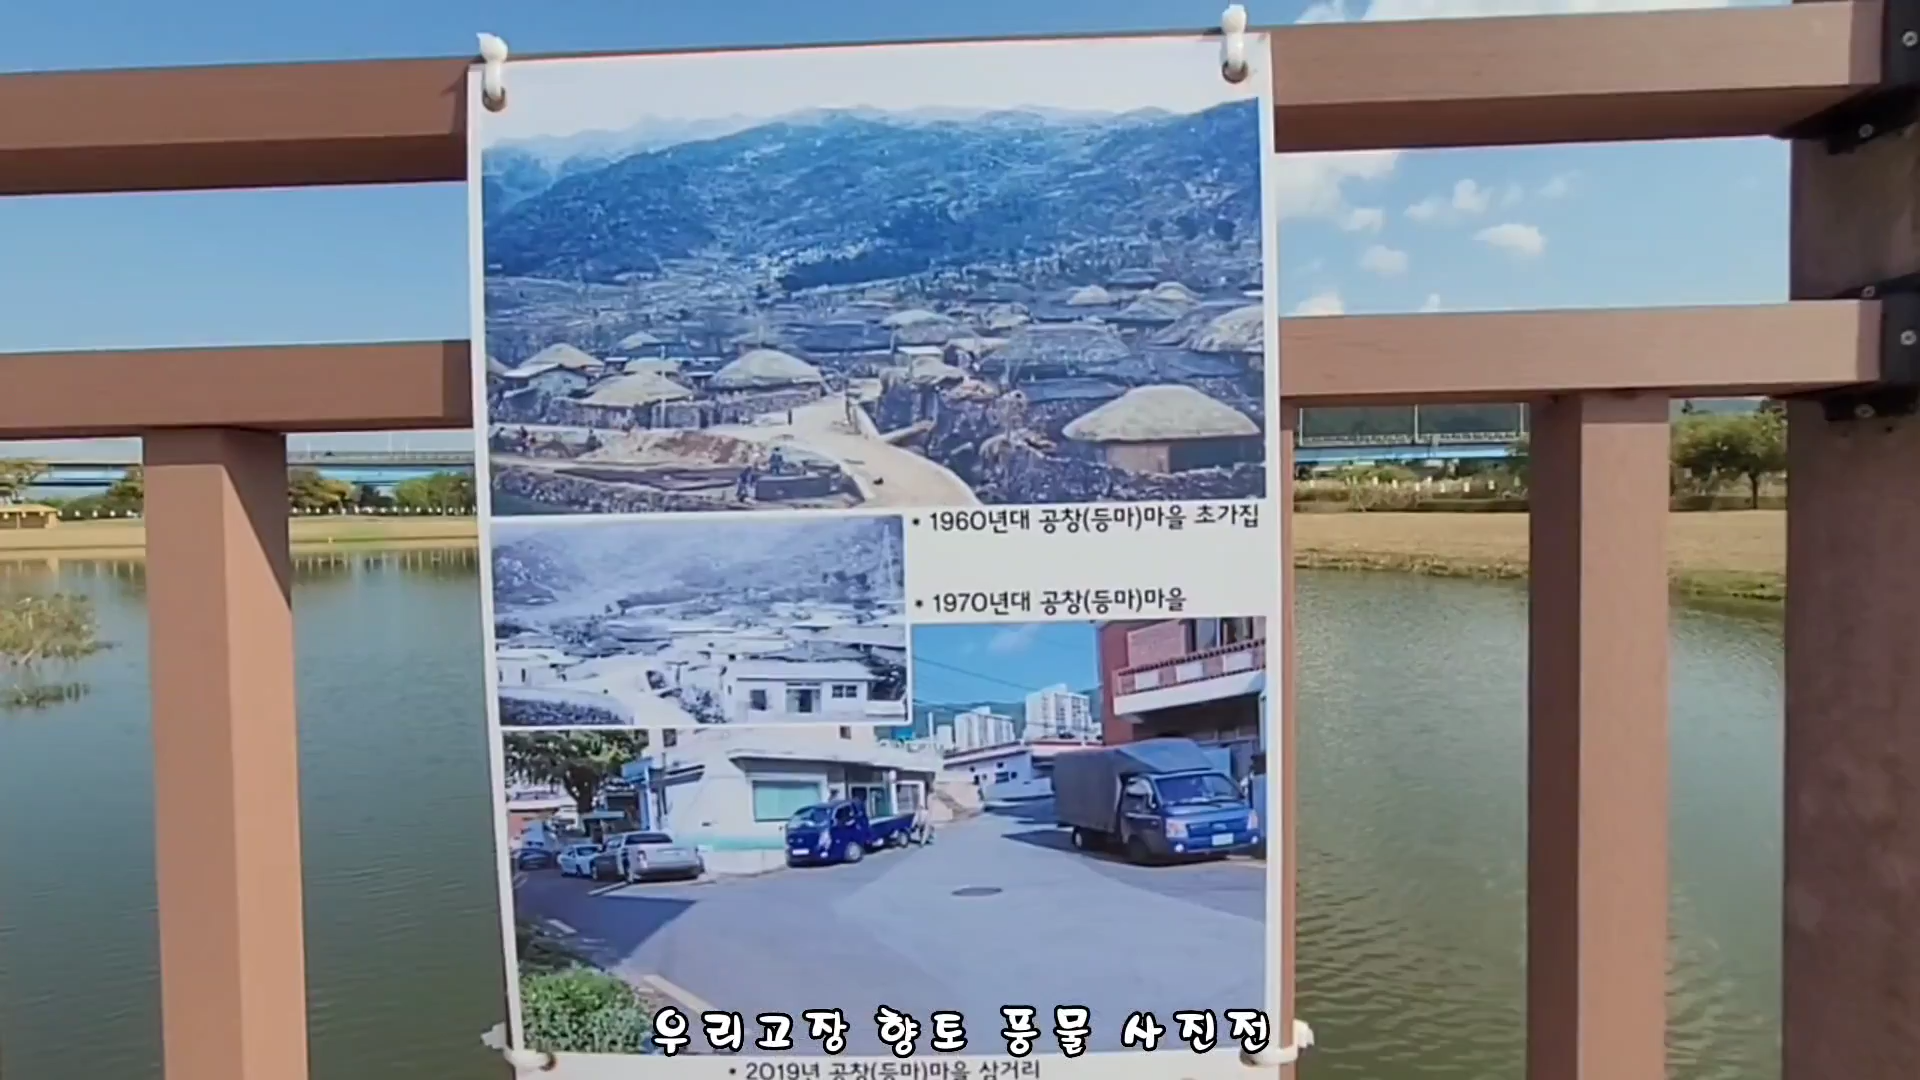 • 1960년대 공창(등마)마을 초가집
• 1970년대 공창(등마)마을
우리고장 향토 풍물 사진전
• 2019년 공창(등마)마을 삼거리